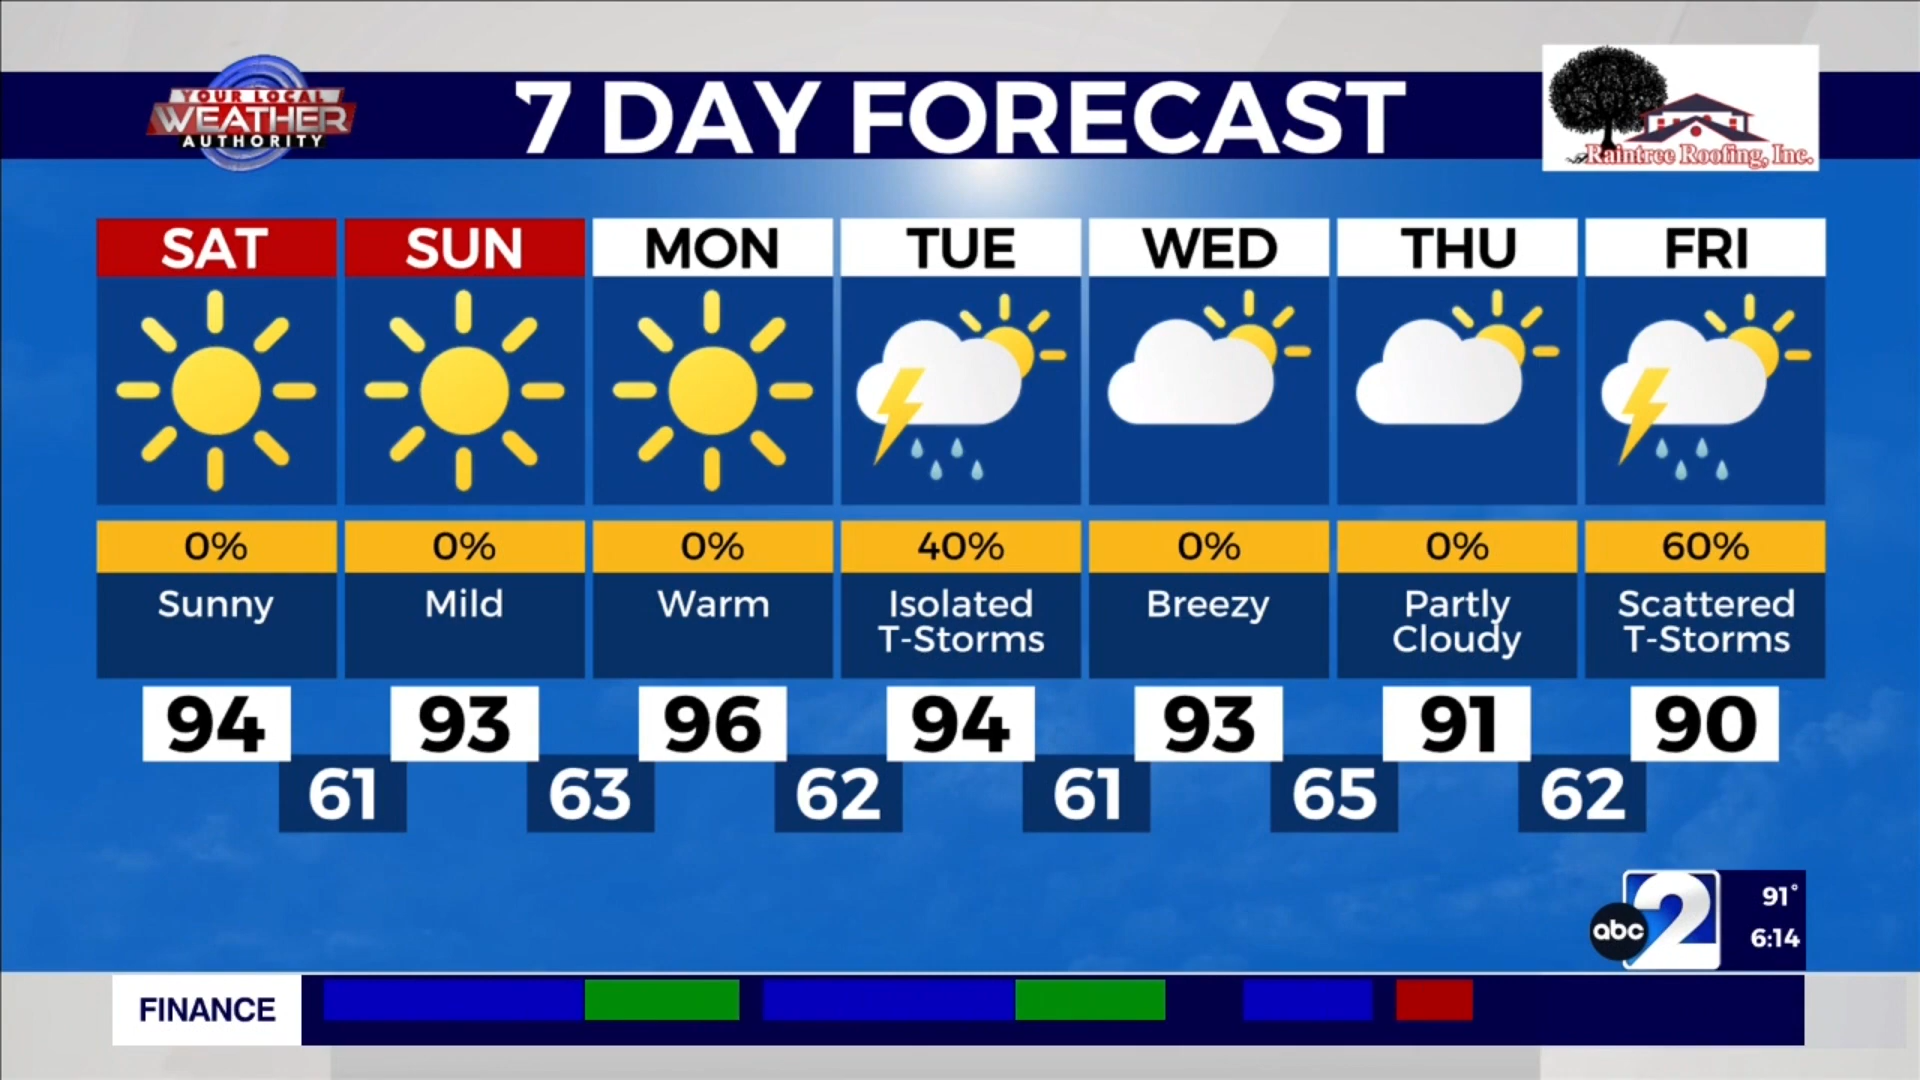 YOUR LOCAL
WEATHER
AUTHORITY
7 DAY FORECAST
Raintree Roofing, Inc.
SAT SUN MON TUE WED THU FRI
0% 0% 0% 40% 0% 0% 60%
Sunny Mild Warm Isolated Breezy Partly Scattered
T-Storms Cloudy T-Storms
94 93 96 94 93 91 90
61 63 62 61 65 62
abc 2 91°
6:14
FINANCE